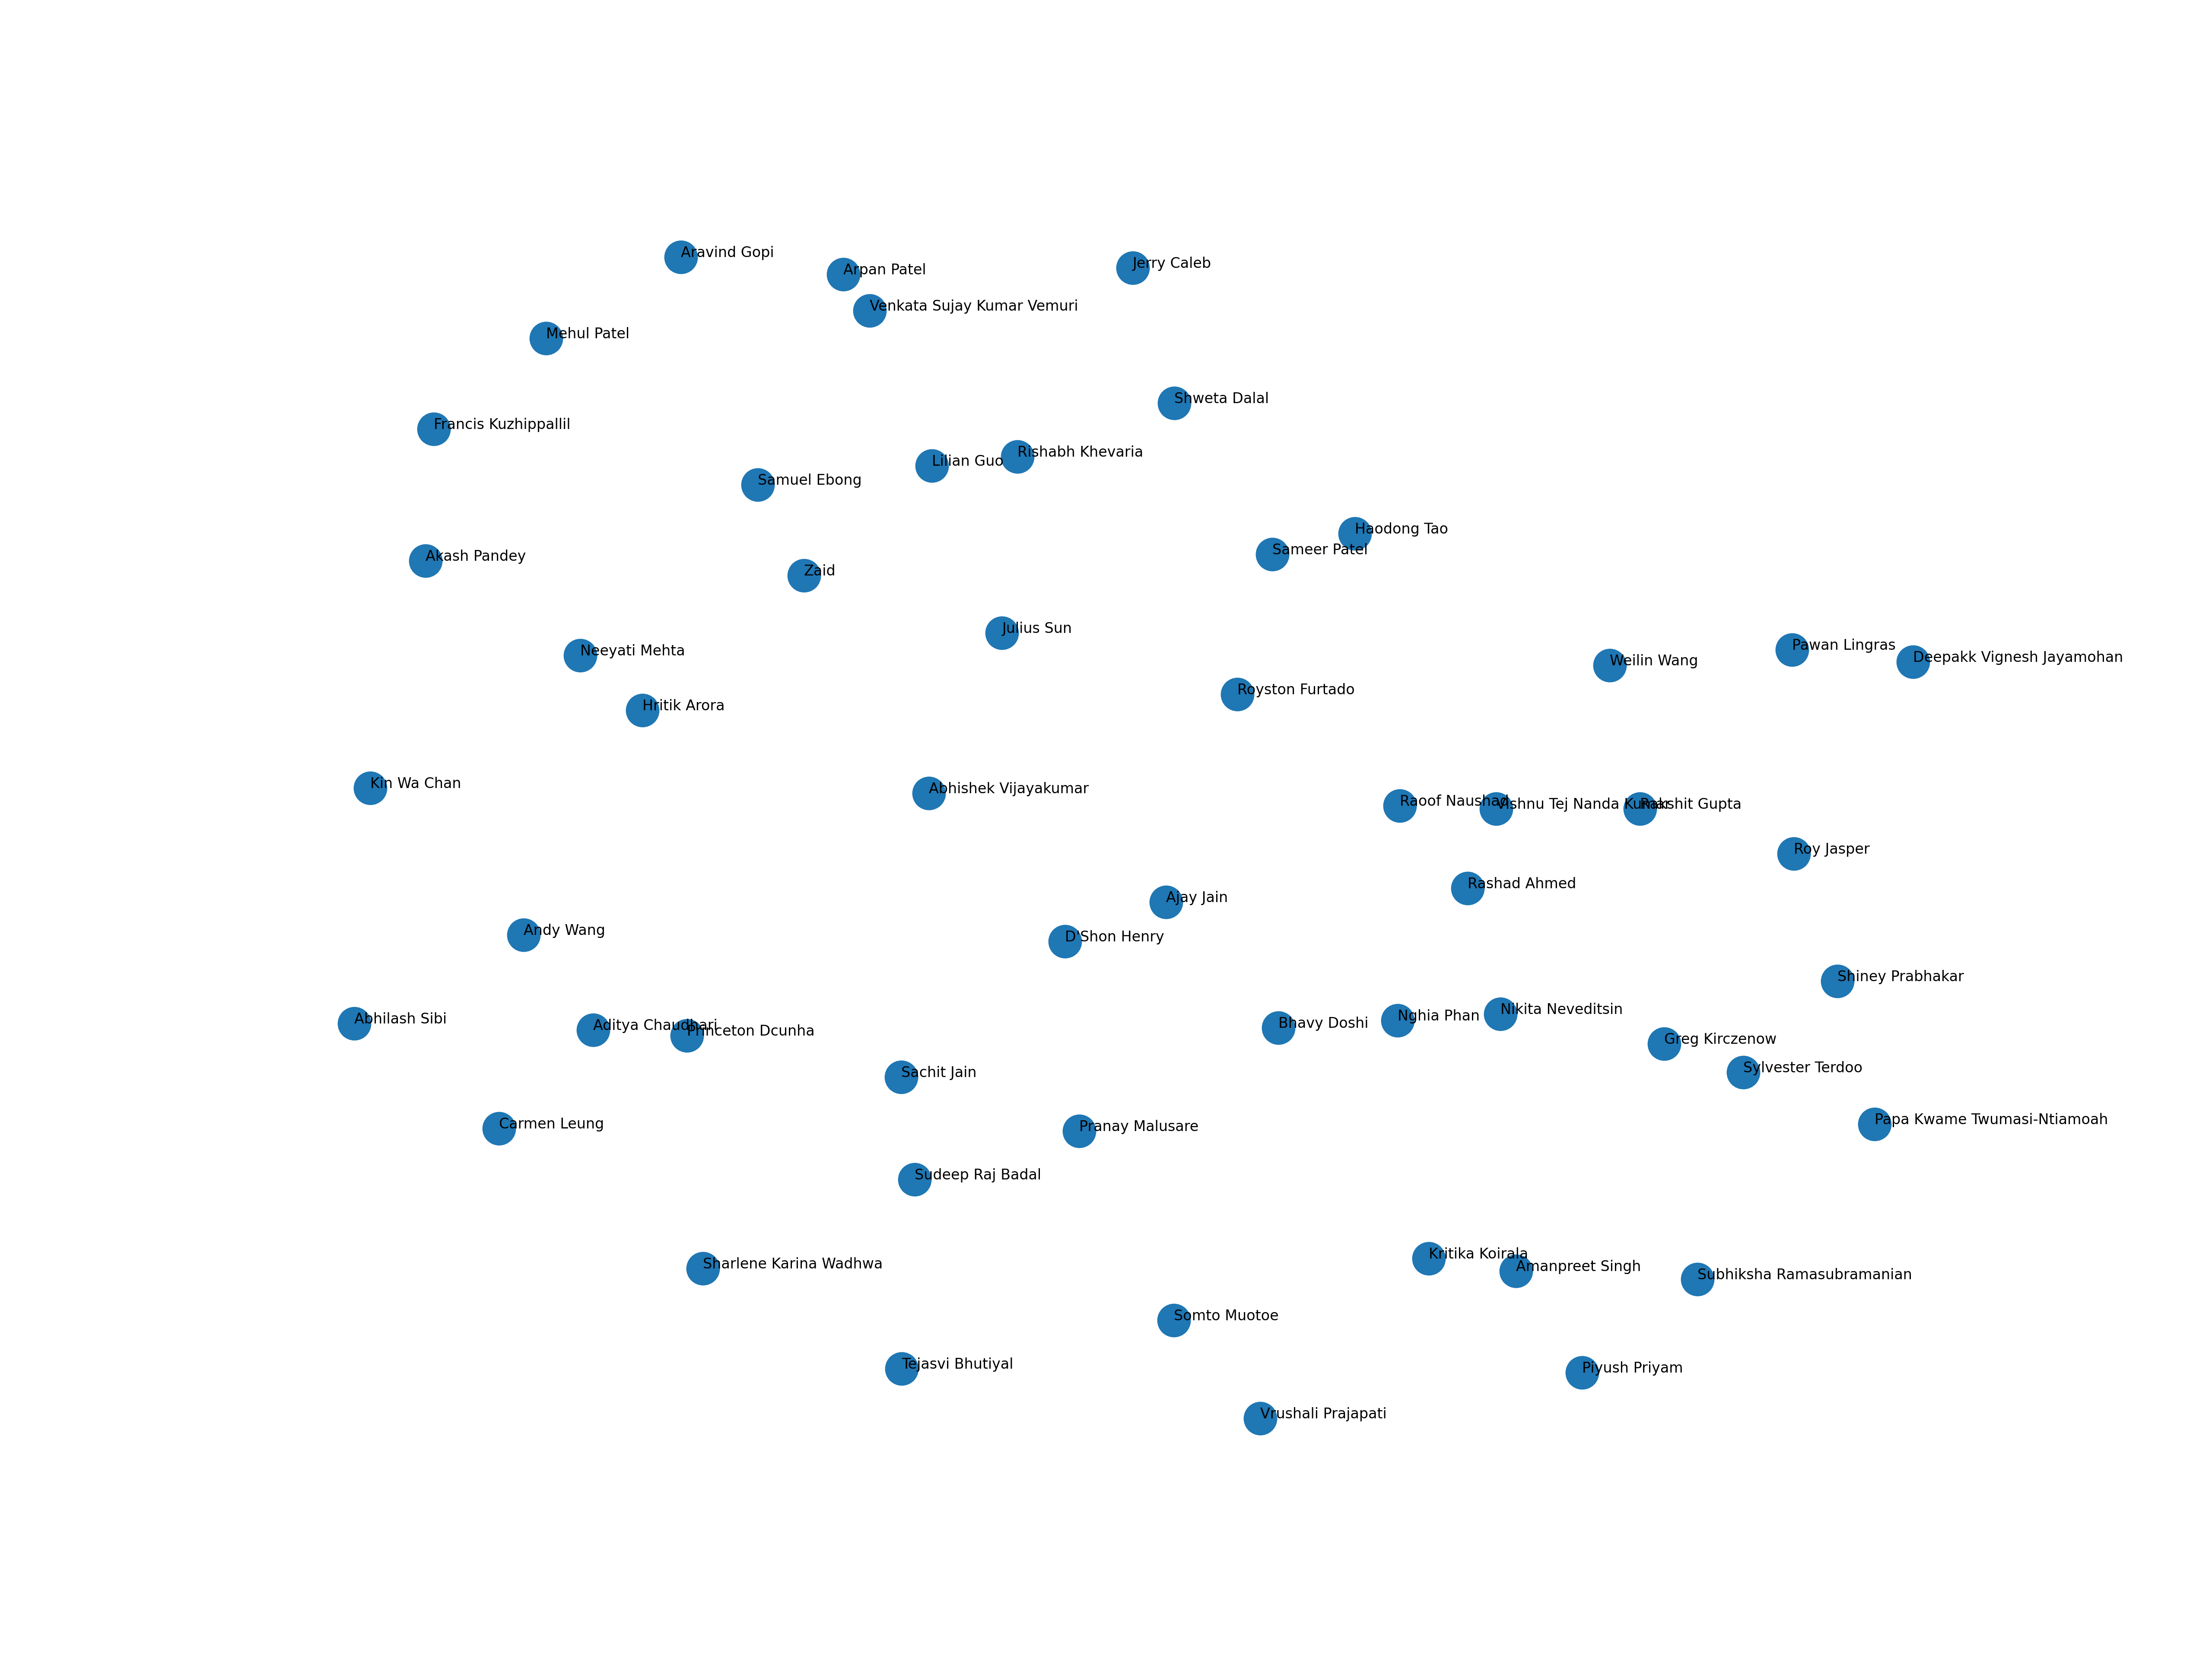 Aravind Gopi
Jerry Caleb
Arpan Patel
Venkata Sujay Kumar Vemuri
Mehul Patel
Shweta Dalal
Francis Kuzhippallil
Rishabh Khevaria
Lilian Guo
Samuel Ebong
Haodong Tao
Sameer Patel
Akash Pandey
Zaid
Julius Sun
Pawan Lingras
Neeyati Mehta
Deepakk Vignesh Jayamohan
Weilin Wang
Royston Furtado
Hritik Arora
Kin Wa Chan
Abhishek Vijayakumar
Raoof Naushad
Vishnu Tej Nanda Kumar
Rakshit Gupta
Roy Jasper
Rashad Ahmed
Ajay Jain
Andy Wang
D'Shon Henry
Shiney Prabhakar
Nikita Neveditsin
Nghia Phan
Abhilash Sibi
Bhavy Doshi
Aditya Chaudhari
Princeton Dcunha
Greg Kirczenow
Sylvester Terdoo
Sachit Jain
Papa Kwame Twumasi-Ntiamoah
Carmen Leung
Pranay Malusare
Sudeep Raj Badal
Kritika Koirala
Sharlene Karina Wadhwa
Amanpreet Singh
Subhiksha Ramasubramanian
Somto Muotoe
Tejasvi Bhutiyal
Piyush Priyam
Vrushali Prajapati